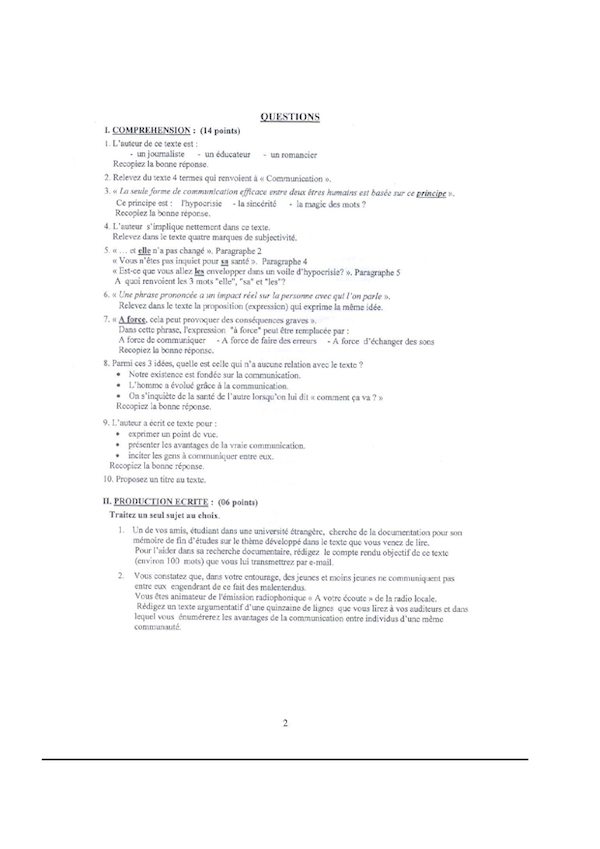 QUESTIONS
I. COMPREHENSION : (14 points)
1. L'auteur de ce texte est :
- un journaliste - un éducateur - un romancier
Recopiez la bonne réponse.
2. Relevez du texte 4 termes qui renvoient à « Communication ».
3. « La seule forme de communication efficace entre deux êtres humains est basée sur ce principe ».
Ce principe est : l'hypocrisie - la sincérité - la magie des mots ?
Recopiez la bonne réponse.
4. L'auteur s'implique nettement dans ce texte.
Relevez dans le texte quatre marques de subjectivité.
5. « ... et elle n'a pas changé ». Paragraphe 2
« Vous n'êtes pas inquiet pour sa santé ». Paragraphe 4
« Est-ce que vous allez les envelopper dans un voile d'hypocrisie? ». Paragraphe 5
A quoi renvoient les 3 mots "elle", "sa" et "les"?
6. « Une phrase prononcée a un impact réel sur la personne avec qui l'on parle ».
Relevez dans le texte la proposition (expression) qui exprime la même idée.
7. « A force, cela peut provoquer des conséquences graves ».
Dans cette phrase, l'expression "à force" peut être remplacée par :
A force de communiquer - A force de faire des erreurs - A force d'échanger des sons
Recopiez la bonne réponse.
8. Parmi ces 3 idées, quelle est celle qui n'a aucune relation avec le texte ?
• Notre existence est fondée sur la communication.
• L'homme a évolué grâce à la communication.
• On s'inquiète de la santé de l'autre lorsqu'on lui dit « comment ça va ? »
Recopiez la bonne réponse.
9. L'auteur a écrit ce texte pour :
• exprimer un point de vue.
• présenter les avantages de la vraie communication.
• inciter les gens à communiquer entre eux.
Recopiez la bonne réponse.
10. Proposez un titre au texte.
II. PRODUCTION ECRITE : (06 points)
Traitez un seul sujet au choix.
1. Un de vos amis, étudiant dans une université étrangère, cherche de la documentation pour son
mémoire de fin d'études sur le thème développé dans le texte que vous venez de lire.
Pour l'aider dans sa recherche documentaire, rédigez le compte rendu objectif de ce texte
(environ 100 mots) que vous lui transmettrez par e-mail.
2. Vous constatez que, dans votre entourage, des jeunes et moins jeunes ne communiquent pas
entre eux engendrant de ce fait des malentendus.
Vous êtes animateur de l'émission radiophonique « A votre écoute » de la radio locale.
Rédigez un texte argumentatif d'une quinzaine de lignes que vous lirez à vos auditeurs et dans
lequel vous énumérerez les avantages de la communication entre individus d'une même
communauté.
2